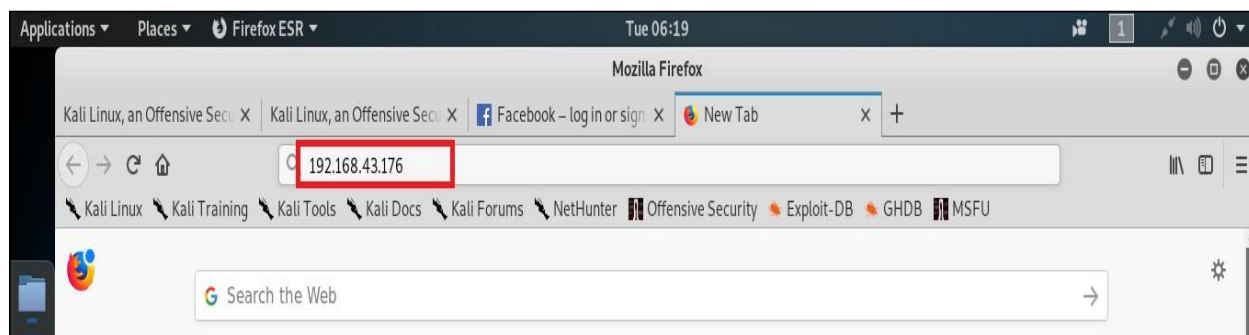 Applications Places Firefox ESR Tue 06:19 1
Mozilla Firefox
Kali Linux, an Offensive Secu Kali Linux, an Offensive Secu Facebook – log in or sign New Tab
192.168.43.176
Kali Linux Kali Training Kali Tools Kali Docs Kali Forums NetHunter Offensive Security Exploit-DB GHDB MSFU
Search the Web